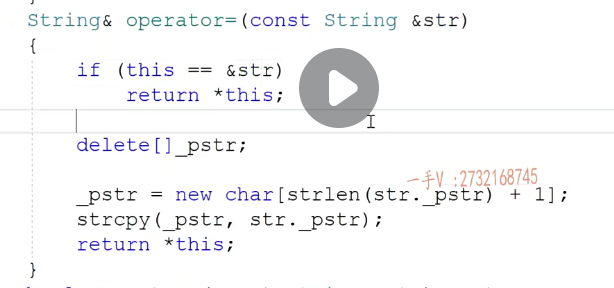 String& operator=(const String &str)
{
if (this == &str)
return *this;
delete[]_pstr;
一手V :2732168745
_pstr = new char[strlen(str._pstr) + 1];
strcpy(_pstr, str._pstr);
return *this;
}